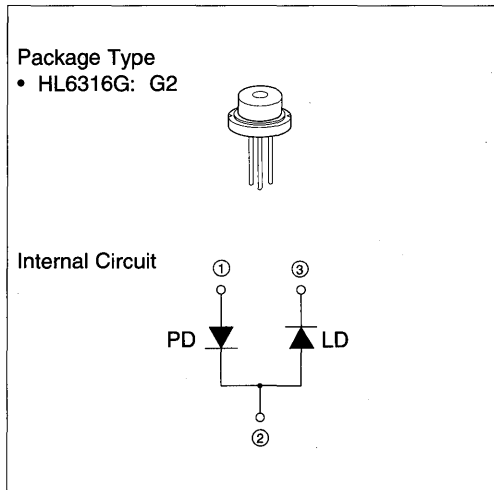 Package Type
• HL6316G: G2
Internal Circuit
① ③
PD LD
②